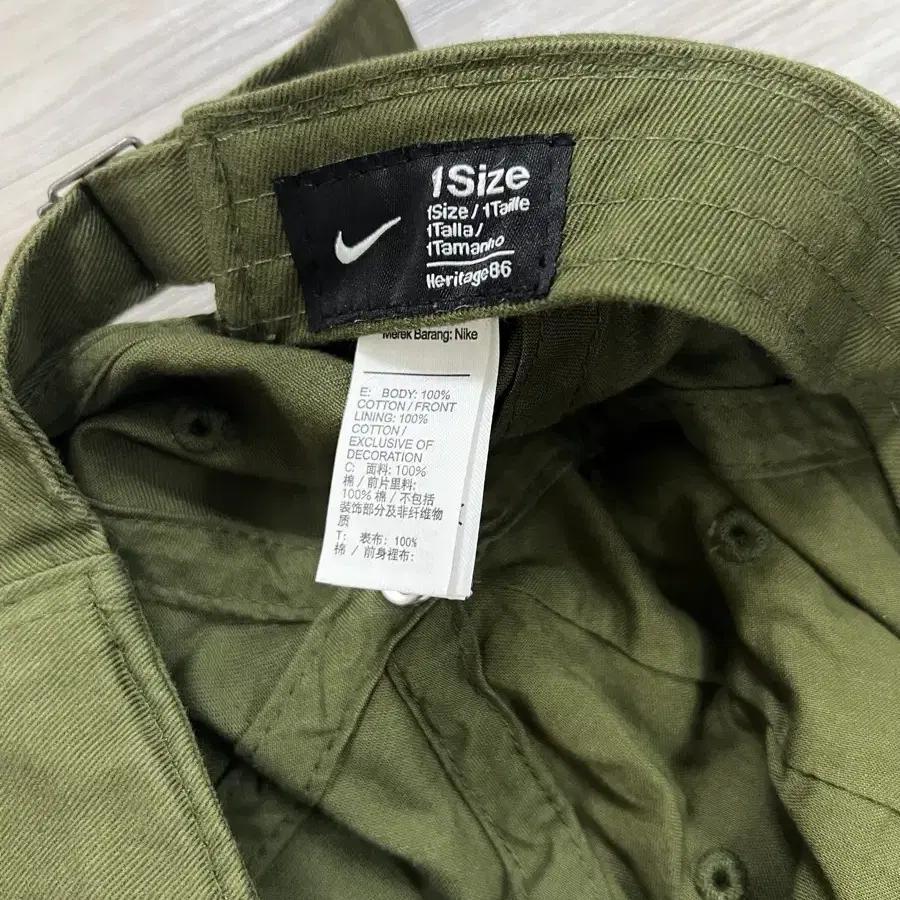 1Size
1Size / 1Taille
1Talla /
1Tamanho
Heritage86
Merek Barang: Nike
E: BODY: 100%
COTTON / FRONT
LINING: 100%
COTTON /
EXCLUSIVE OF
DECORATION
C: 面料: 100%
棉 / 前片里料:
100% 棉 / 不包括
装饰部分及非纤维物
质
T: 表布: 100%
棉 / 前身裡布: